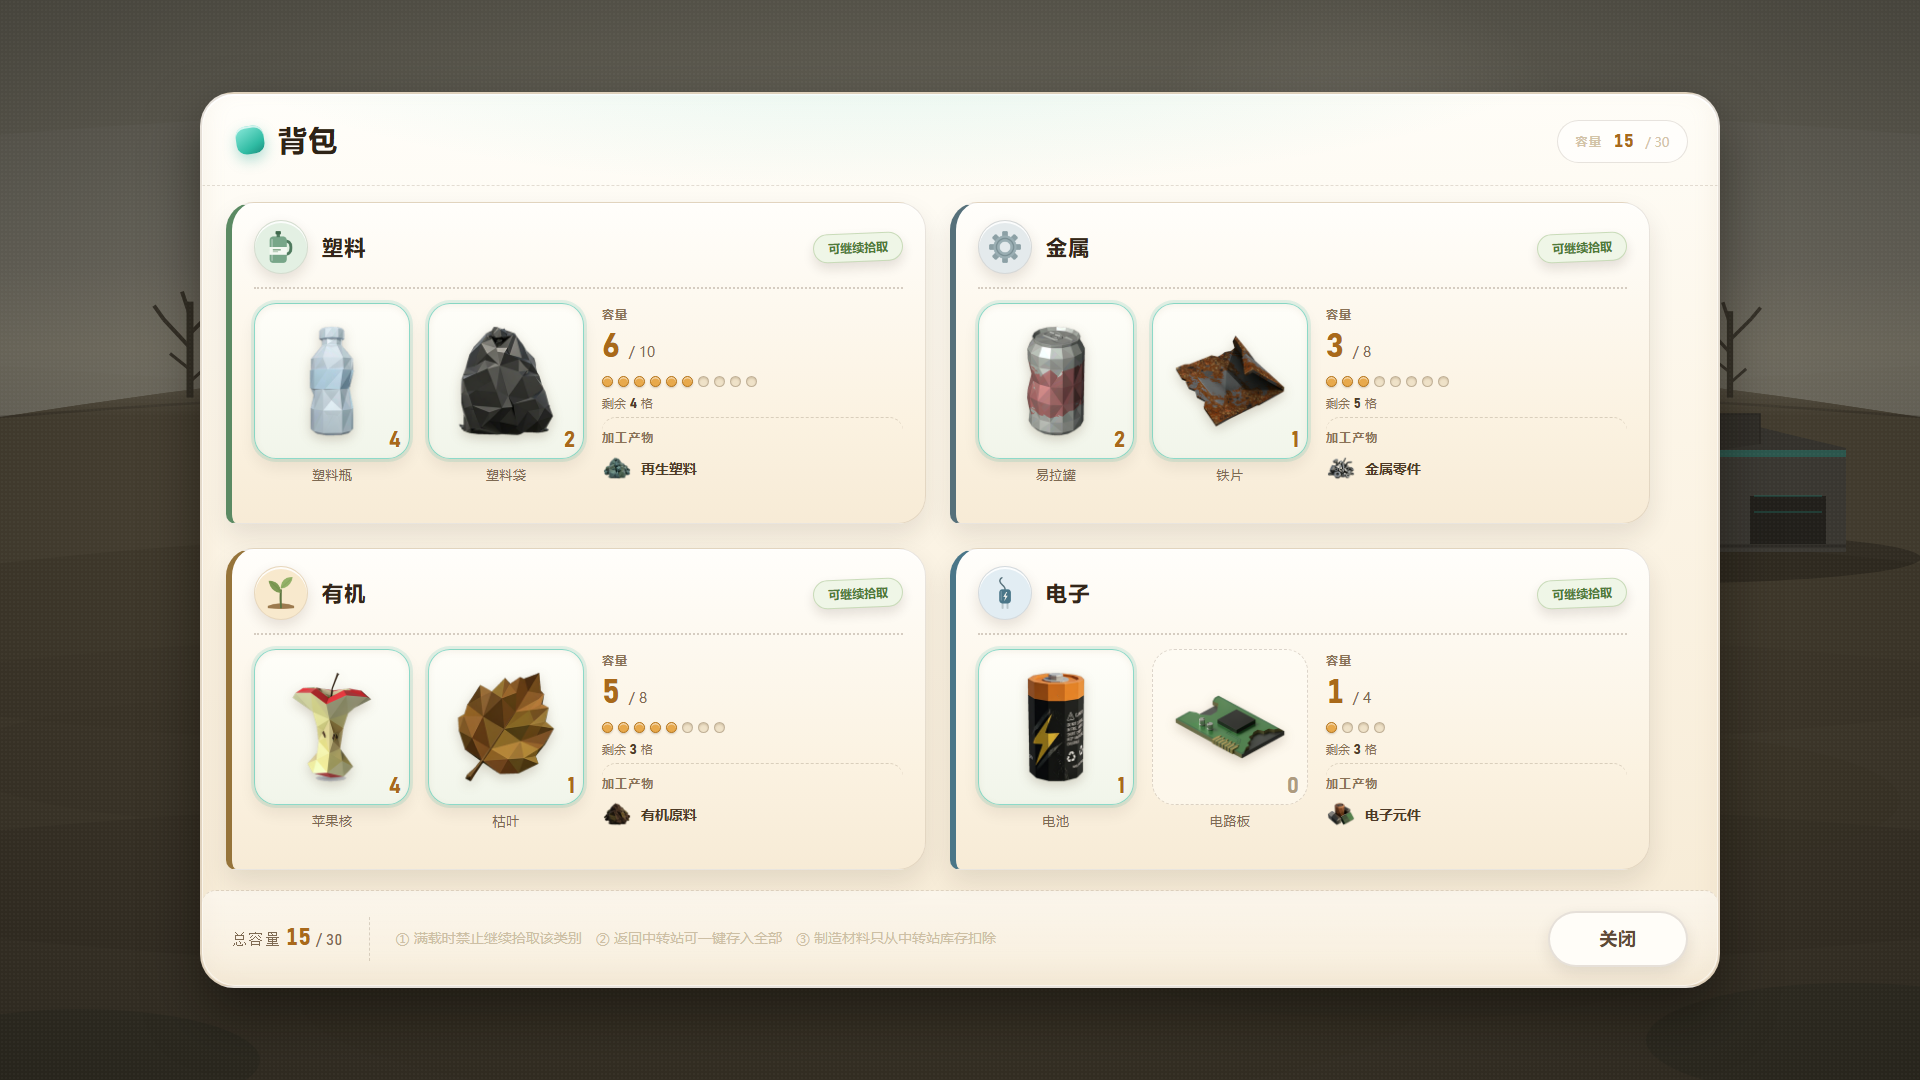 背包
容量 15 / 30
塑料
可继续拾取
4
塑料瓶
2
塑料袋
容量
6 / 10
剩余 4 格
加工产物
再生塑料
金属
可继续拾取
2
易拉罐
1
铁片
容量
3 / 8
剩余 5 格
加工产物
金属零件
有机
可继续拾取
4
苹果核
1
枯叶
容量
5 / 8
剩余 3 格
加工产物
有机原料
电子
可继续拾取
1
电池
0
电路板
容量
1 / 4
剩余 3 格
加工产物
电子元件
总容量 15 / 30
① 满载时禁止继续拾取该类别 ② 返回中转站可一键存入全部 ③ 制造材料只从中转站库存扣除
关闭